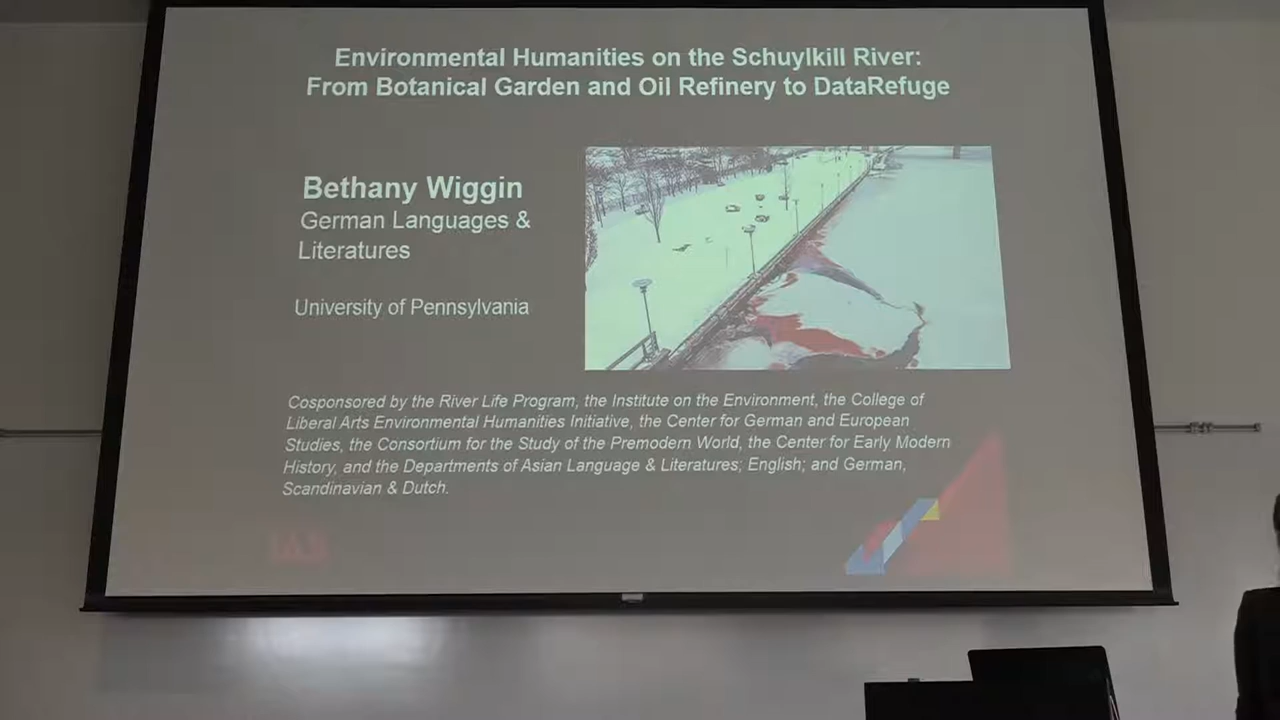 Environmental Humanities on the Schuylkill River:
From Botanical Garden and Oil Refinery to DataRefuge
Bethany Wiggin
German Languages &
Literatures
University of Pennsylvania
Cosponsored by the River Life Program, the Institute on the Environment, the College of
Liberal Arts Environmental Humanities Initiative, the Center for German and European
Studies, the Consortium for the Study of the Premodern World, the Center for Early Modern
History, and the Departments of Asian Language & Literatures; English; and German,
Scandinavian & Dutch.